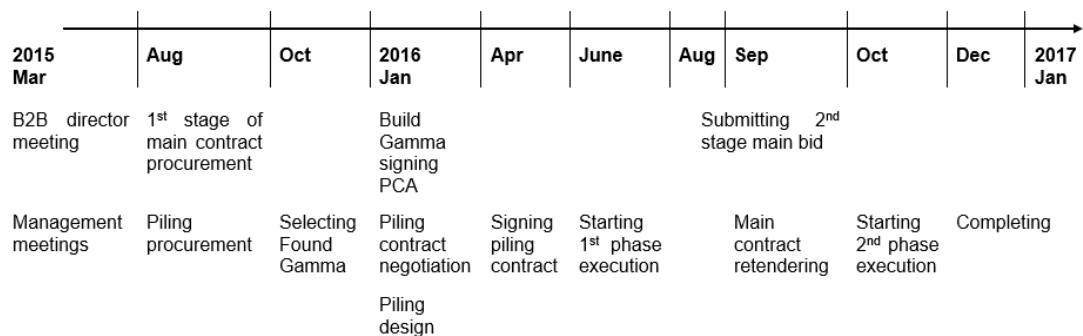 2015 Mar
Aug
Oct
2016 Jan
Apr
June
Aug
Sep
Oct
Dec
2017 Jan
B2B director
meeting
1st stage of
main contract
procurement
Build
Gamma
signing
PCA
Submitting 2nd
stage main bid
Management
meetings
Piling
procurement
Selecting
Found
Gamma
Piling
contract
negotiation
Signing
piling
contract
Starting
1st phase
execution
Main
contract
retendering
Starting
2nd phase
execution
Completing
Piling
design